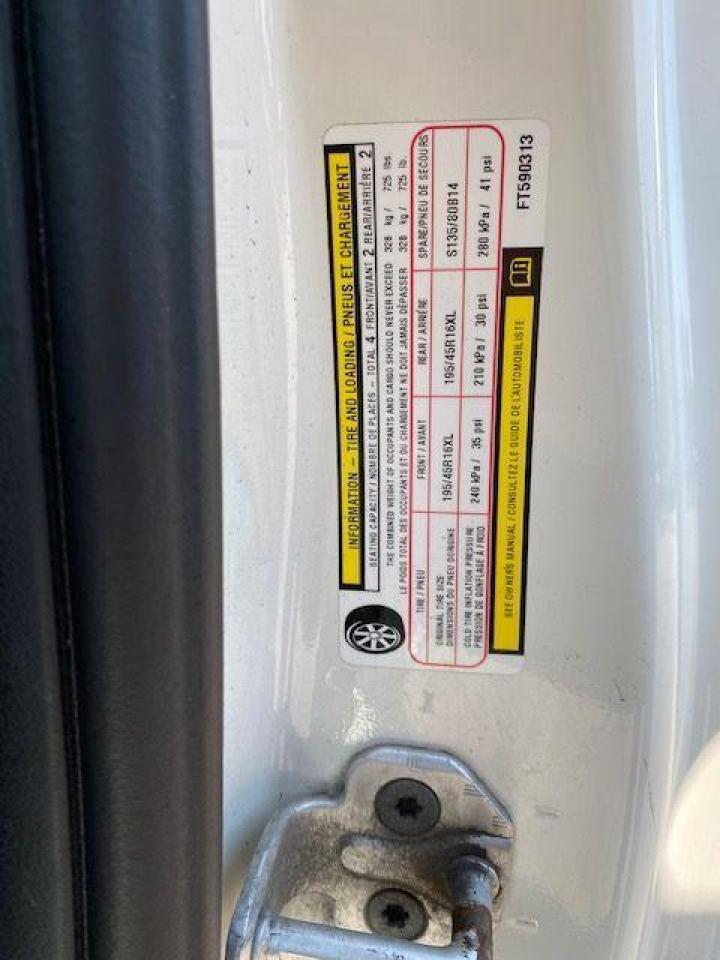 INFORMATION – TIRE AND LOADING / PNEUS ET CHARGEMENT
SEATING CAPACITY / NOMBRE DE PLACES – TOTAL 4 FRONT/AVANT 2 REAR/ARRIÈRE 2
THE COMBINED WEIGHT OF OCCUPANTS AND CARGO SHOULD NEVER EXCEED 328 kg / 725 lbs.
LE POIDS TOTAL DES OCCUPANTS ET DU CHARGEMENT NE DOIT JAMAIS DÉPASSER 328 kg / 725 lb.
TIRE / PNEU FRONT / AVANT REAR / ARRIÈRE SPARE/PNEU DE SECOURS
ORIGINAL TIRE SIZE
DIMENSIONS DU PNEU D'ORIGINE
195/45R16XL 195/45R16XL S135/80B14
COLD TIRE INFLATION PRESSURE
PRESSION DE GONFLAGE À FROID
240 kPa / 35 psi 210 kPa / 30 psi 280 kPa / 41 psi
SEE OWNER'S MANUAL / CONSULTEZ LE GUIDE DE L'AUTOMOBILISTE
FT590313